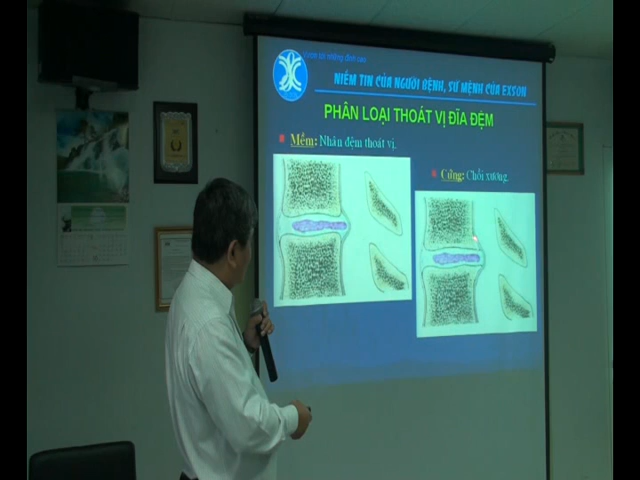 NIỀM TIN CỦA NGƯỜI BỆNH, SỨ MỆNH CỦA EXSON
PHÂN LOẠI THOÁT VỊ ĐĨA ĐỆM
Mềm: Nhân đệm thoát vị.
Cứng: Chồi xương.